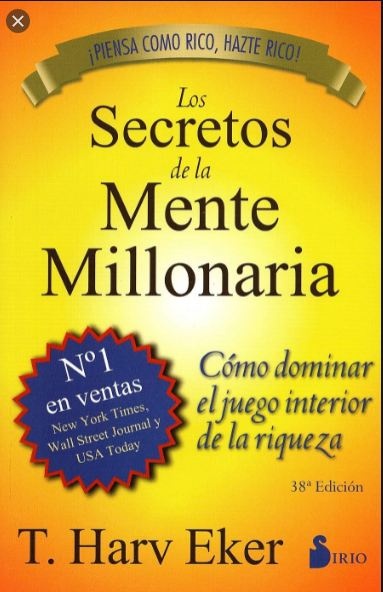 ¡PIENSA COMO RICO, HAZTE RICO!
Los
Secretos
de la
Mente
Millonaria
Nº1
en ventas
New York Times,
Wall Street Journal y
USA Today
Cómo dominar
el juego interior
de la riqueza
38ª Edición
T. Harv Eker
SIRIO